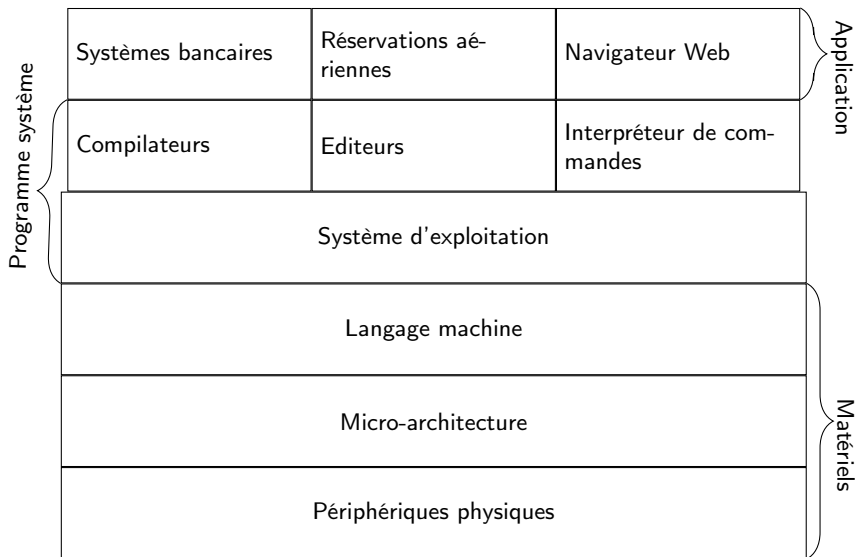 Systèmes bancaires
Réservations aé-
riennes
Navigateur Web
Application
Programme système
Compilateurs
Editeurs
Interpréteur de com-
mandes
Système d'exploitation
Langage machine
Micro-architecture
Périphériques physiques
Matériels